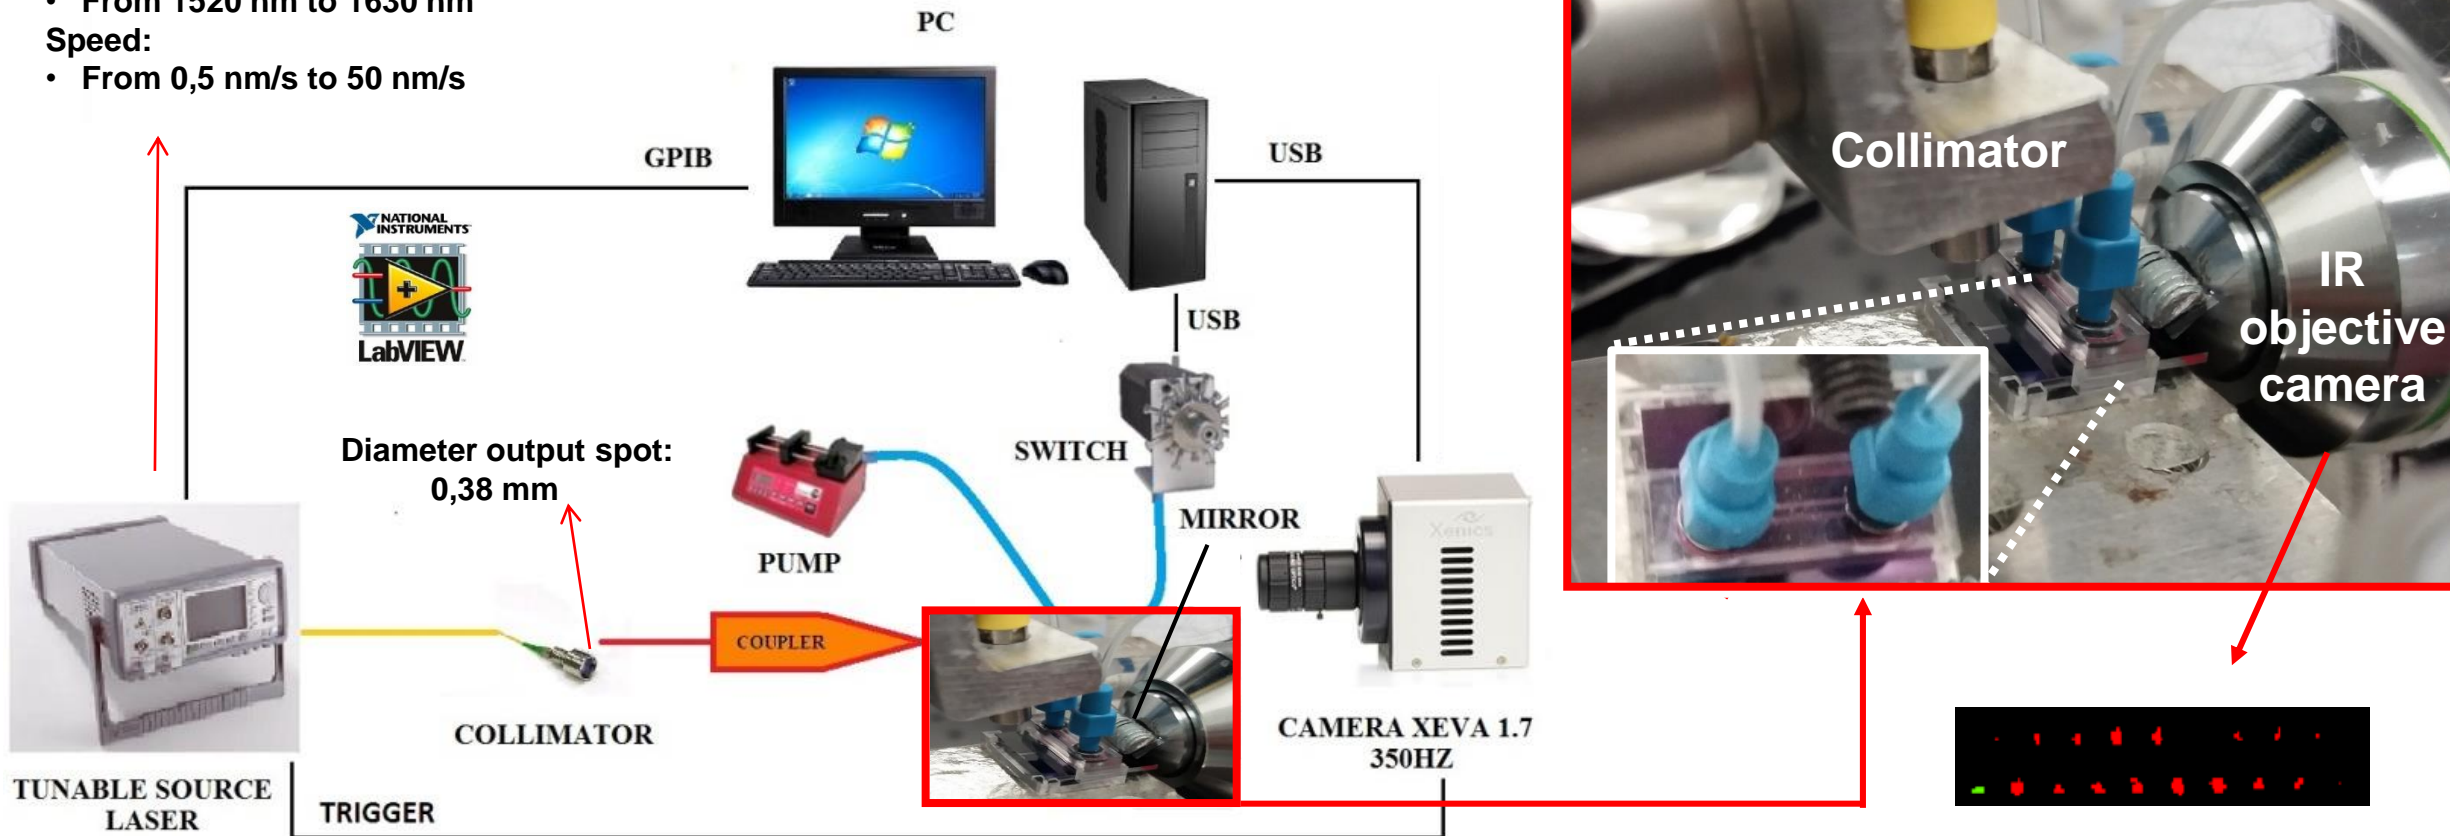 • From 1520 nm to 1630 nm
Speed:
• From 0,5 nm/s to 50 nm/s
PC
GPIB
USB
NATIONAL
INSTRUMENTS
LabVIEW
USB
SWITCH
Diameter output spot:
0,38 mm
PUMP
MIRROR
Xenics
COUPLER
COLLIMATOR
CAMERA XEVA 1.7
350HZ
TUNABLE SOURCE
LASER
TRIGGER
Collimator
IR
objective
camera